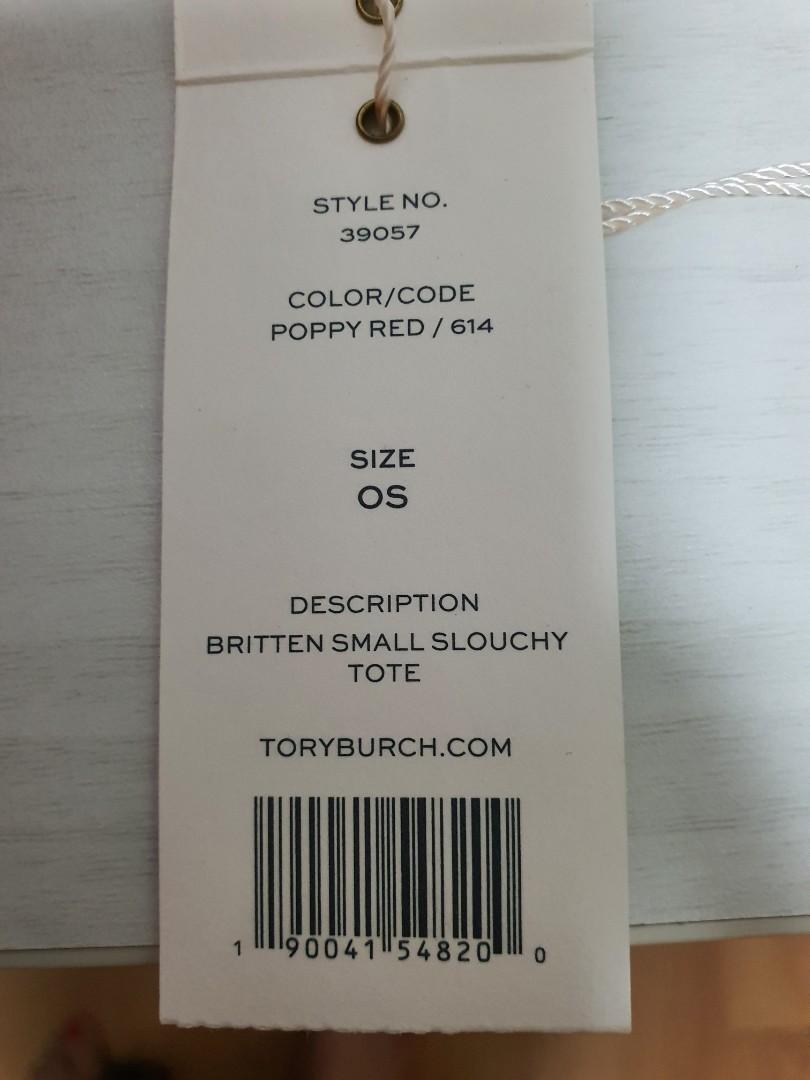 STYLE NO.
39057
COLOR/CODE
POPPY RED / 614
SIZE
OS
DESCRIPTION
BRITTEN SMALL SLOUCHY
TOTE
TORYBURCH.COM
1 90041 54820 0